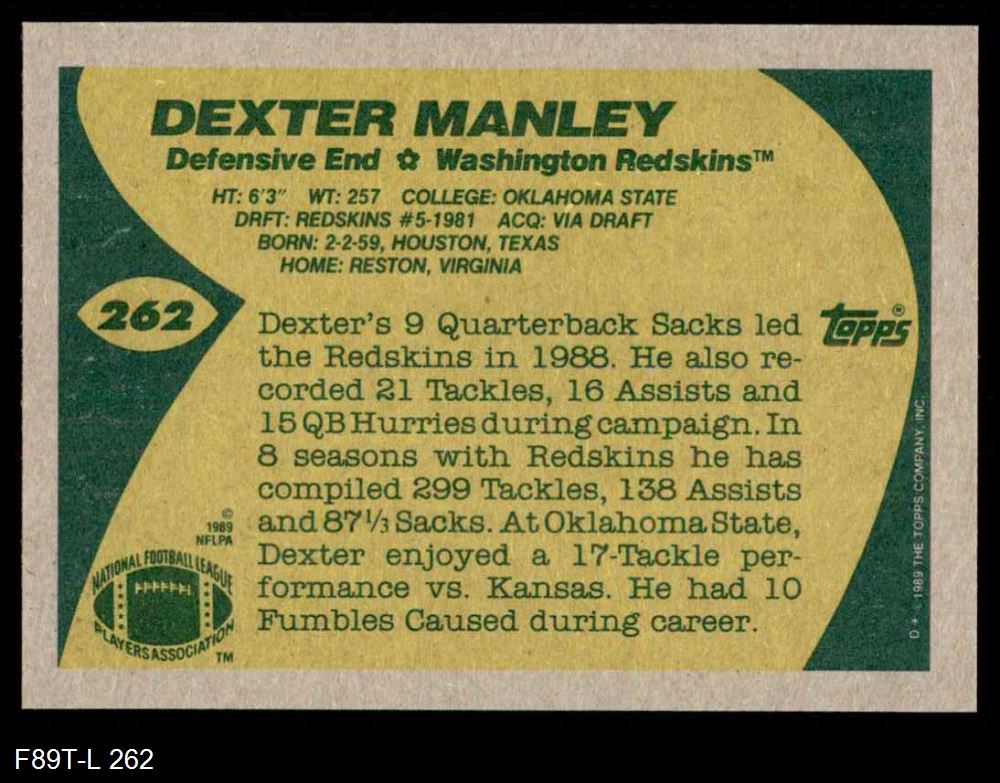 DEXTER MANLEY
Defensive End ✿ Washington Redskins™
HT: 6'3" WT: 257 COLLEGE: OKLAHOMA STATE
DRFT: REDSKINS #5-1981 ACQ: VIA DRAFT
BORN: 2-2-59, HOUSTON, TEXAS
HOME: RESTON, VIRGINIA
262
Topps®
Dexter's 9 Quarterback Sacks led
the Redskins in 1988. He also re-
corded 21 Tackles, 16 Assists and
15 QB Hurries during campaign. In
8 seasons with Redskins he has
compiled 299 Tackles, 138 Assists
and 87⅓ Sacks. At Oklahoma State,
Dexter enjoyed a 17-Tackle per-
formance vs. Kansas. He had 10
Fumbles Caused during career.
©
1989
NFLPA
NATIONAL FOOTBALL LEAGUE
PLAYERS ASSOCIATION
TM
D* © 1989 THE TOPPS COMPANY, INC.
F89T-L 262